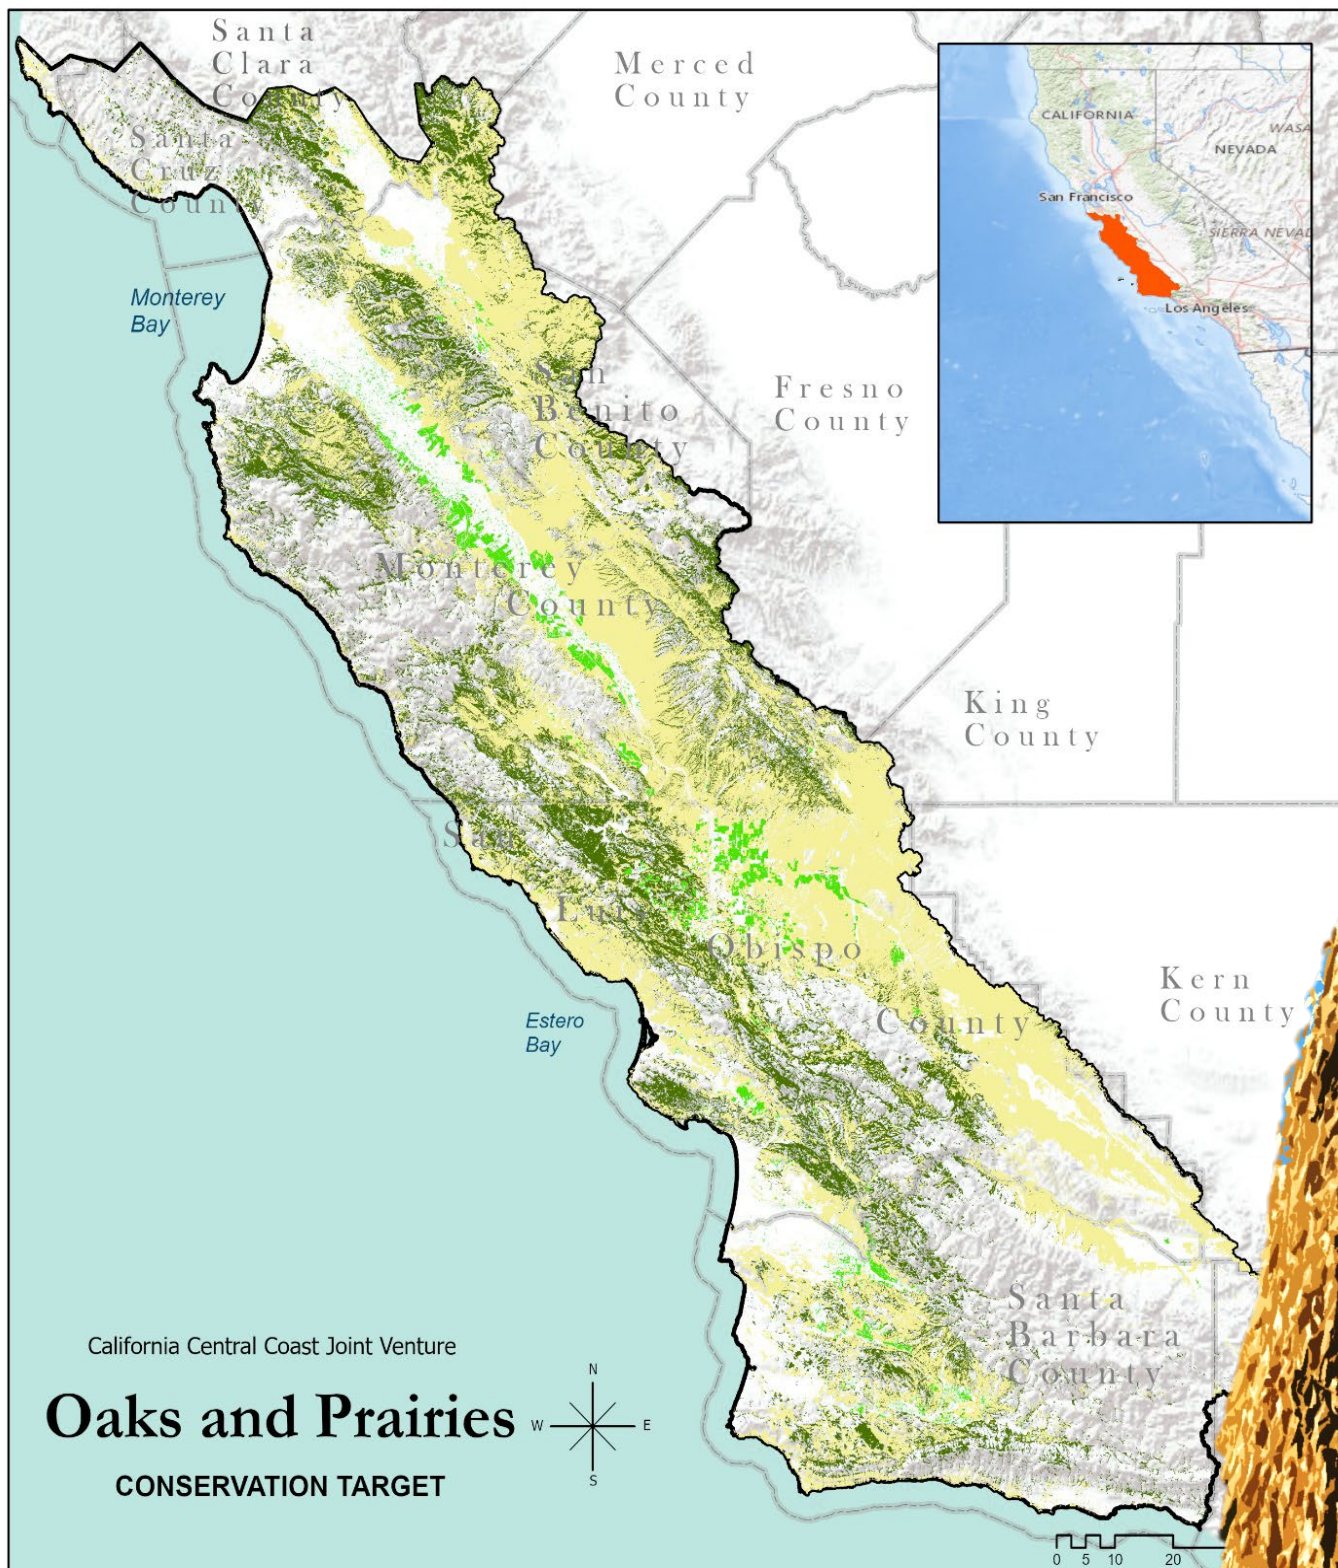 Santa
Clara
County
Merced
County
Santa
Cruz
County
CALIFORNIA
WASA
NEVADA
San Francisco
SIERRA NEVAD
Los Angeles
Monterey
Bay
San
Benito
County
Fresno
County
Monterey
County
King
County
San
Luis
Obispo
County
Kern
County
Estero
Bay
Santa
Barbara
County
California Central Coast Joint Venture
Oaks and Prairies
CONSERVATION TARGET
N
W E
S
0 5 10 20